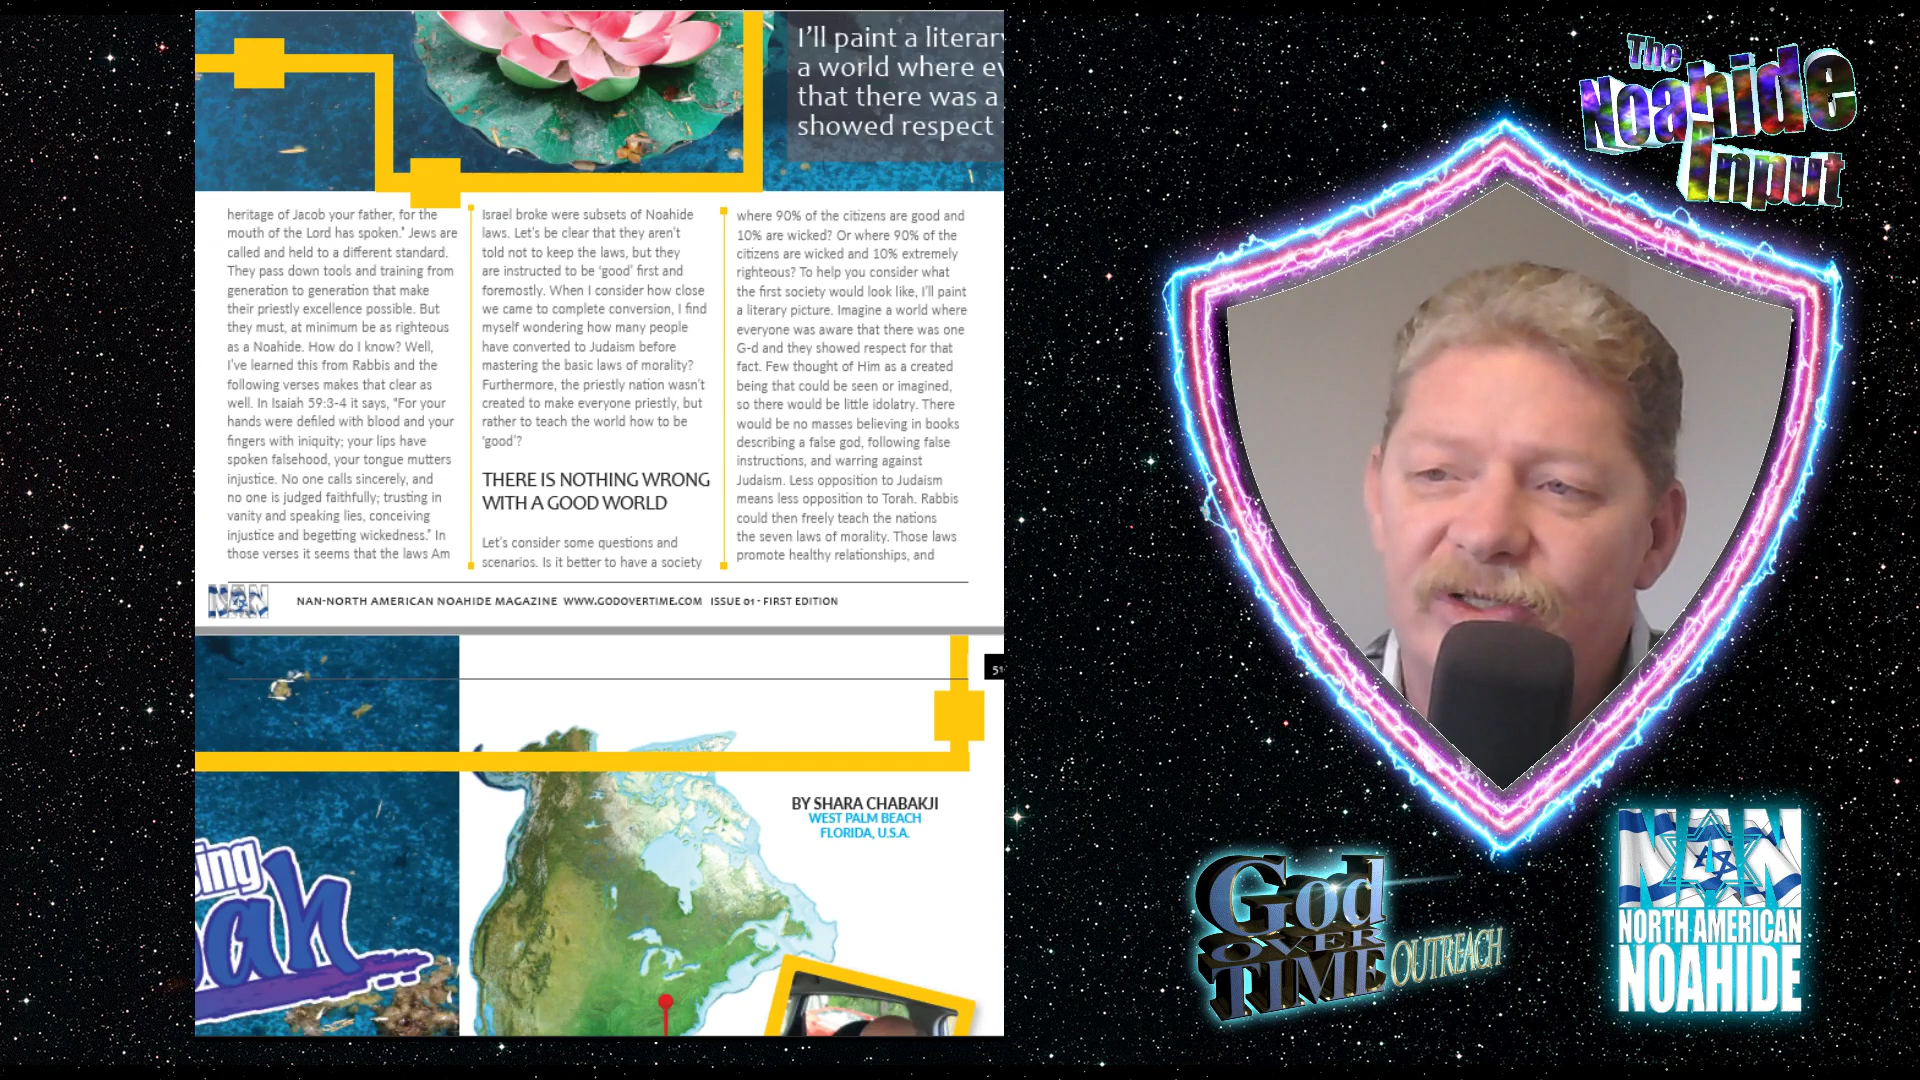 I'll paint a literary
a world where ev
that there was a
showed respect
heritage of Jacob your father, for the
mouth of the Lord has spoken." Jews are
called and held to a different standard.
They pass down tools and training from
generation to generation that make
their priestly excellence possible. But
they must, at minimum be as righteous
as a Noahide. How do I know? Well,
I've learned this from Rabbis and the
following verses makes that clear as
well. In Isaiah 59:3-4 it says, "For your
hands were defiled with blood and your
fingers with iniquity; your lips have
spoken falsehood, your tongue mutters
injustice. No one calls sincerely, and
no one is judged faithfully; trusting in
vanity and speaking lies, conceiving
injustice and begetting wickedness." In
those verses it seems that the laws Am
Israel broke were subsets of Noahide
laws. Let's be clear that they aren't
told not to keep the laws, but they
are instructed to be 'good' first and
foremostly. When I consider how close
we came to complete conversion, I find
myself wondering how many people
have converted to Judaism before
mastering the basic laws of morality?
Furthermore, the priestly nation wasn't
created to make everyone priestly, but
rather to teach the world how to be
'good'?
THERE IS NOTHING WRONG
WITH A GOOD WORLD
Let's consider some questions and
scenarios. Is it better to have a society
where 90% of the citizens are good and
10% are wicked? Or where 90% of the
citizens are wicked and 10% extremely
righteous? To help you consider what
the first society would look like, I'll paint
a literary picture. Imagine a world where
everyone was aware that there was one
G-d and they showed respect for that
fact. Few thought of Him as a created
being that could be seen or imagined,
so there would be little idolatry. There
would be no masses believing in books
describing a false god, following false
instructions, and warring against
Judaism. Less opposition to Judaism
means less opposition to Torah. Rabbis
could then freely teach the nations
the seven laws of morality. Those laws
promote healthy relationships, and
NAN
NAN-NORTH AMERICAN NOAHIDE MAGAZINE WWW.GODOVERTIME.COM ISSUE 01 - FIRST EDITION
51
BY SHARA CHABAKJI
WEST PALM BEACH
FLORIDA, U.S.A.
ing
ah
The
Noahide
Input
God
OVER
TIME OUTREACH
NAN
NORTH AMERICAN
NOAHIDE